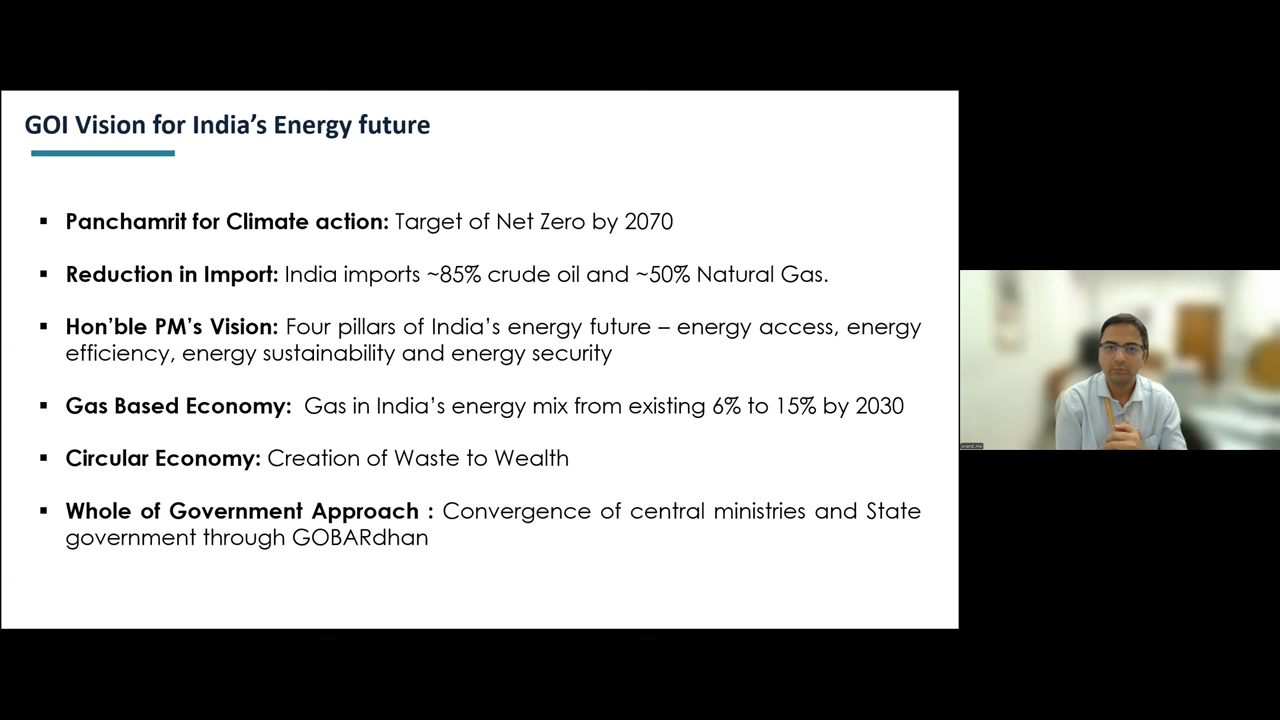 GOI Vision for India’s Energy future
▪ Panchamrit for Climate action: Target of Net Zero by 2070
▪ Reduction in Import: India imports ~85% crude oil and ~50% Natural Gas.
▪ Hon’ble PM’s Vision: Four pillars of India’s energy future – energy access, energy
efficiency, energy sustainability and energy security
▪ Gas Based Economy: Gas in India’s energy mix from existing 6% to 15% by 2030
▪ Circular Economy: Creation of Waste to Wealth
▪ Whole of Government Approach : Convergence of central ministries and State
government through GOBARdhan